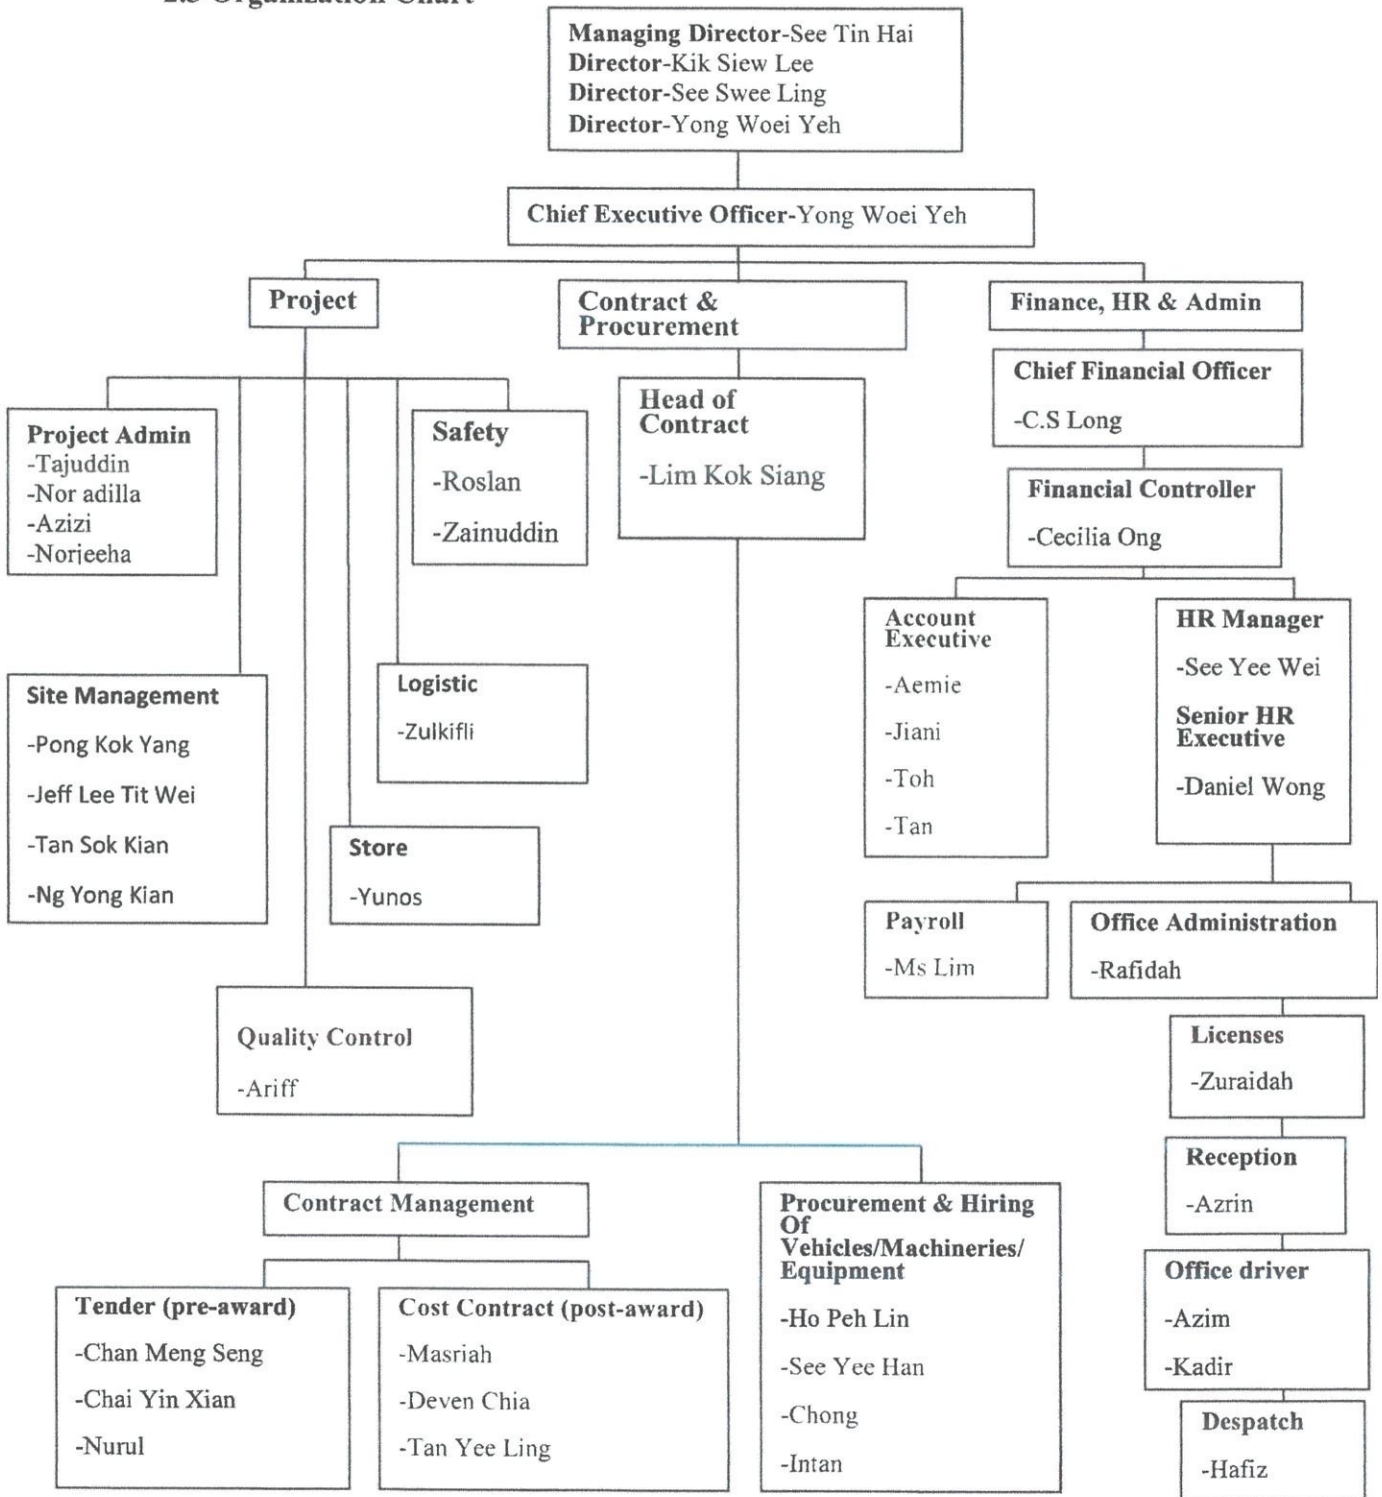 2.3 Organization Chart
Managing Director-See Tin Hai
Director-Kik Siew Lee
Director-See Swee Ling
Director-Yong Woei Yeh
Chief Executive Officer-Yong Woei Yeh
Project
Contract &
Procurement
Finance, HR & Admin
Chief Financial Officer
-C.S Long
Head of
Contract
-Lim Kok Siang
Project Admin
-Tajuddin
-Nor adilla
-Azizi
-Norjeeha
Safety
-Roslan
-Zainuddin
Financial Controller
-Cecilia Ong
Account
Executive
-Aemie
-Jiani
-Toh
-Tan
HR Manager
-See Yee Wei
Senior HR
Executive
-Daniel Wong
Site Management
-Pong Kok Yang
-Jeff Lee Tit Wei
-Tan Sok Kian
-Ng Yong Kian
Logistic
-Zulkifli
Store
-Yunos
Payroll
-Ms Lim
Office Administration
-Rafidah
Quality Control
-Ariff
Licenses
-Zuraidah
Reception
-Azrin
Contract Management
Procurement & Hiring
Of
Vehicles/Machineries/
Equipment
-Ho Peh Lin
-See Yee Han
-Chong
-Intan
Office driver
-Azim
-Kadir
Tender (pre-award)
-Chan Meng Seng
-Chai Yin Xian
-Nurul
Cost Contract (post-award)
-Masriah
-Deven Chia
-Tan Yee Ling
Despatch
-Hafiz